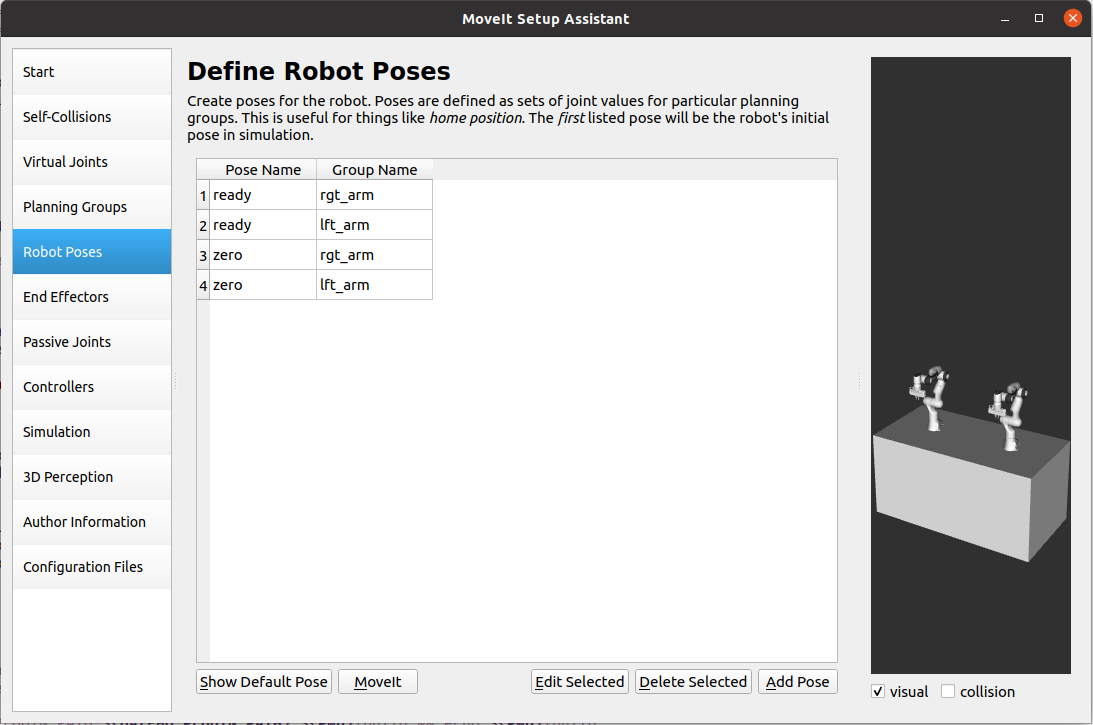 MoveIt Setup Assistant
Start
Self-Collisions
Virtual Joints
Planning Groups
Robot Poses
End Effectors
Passive Joints
Controllers
Simulation
3D Perception
Author Information
Configuration Files
Define Robot Poses
Create poses for the robot. Poses are defined as sets of joint values for particular planning
groups. This is useful for things like home position. The first listed pose will be the robot's initial
pose in simulation.
Pose Name Group Name
1 ready rgt_arm
2 ready lft_arm
3 zero rgt_arm
4 zero lft_arm
Show Default Pose MoveIt Edit Selected Delete Selected Add Pose
visual collision